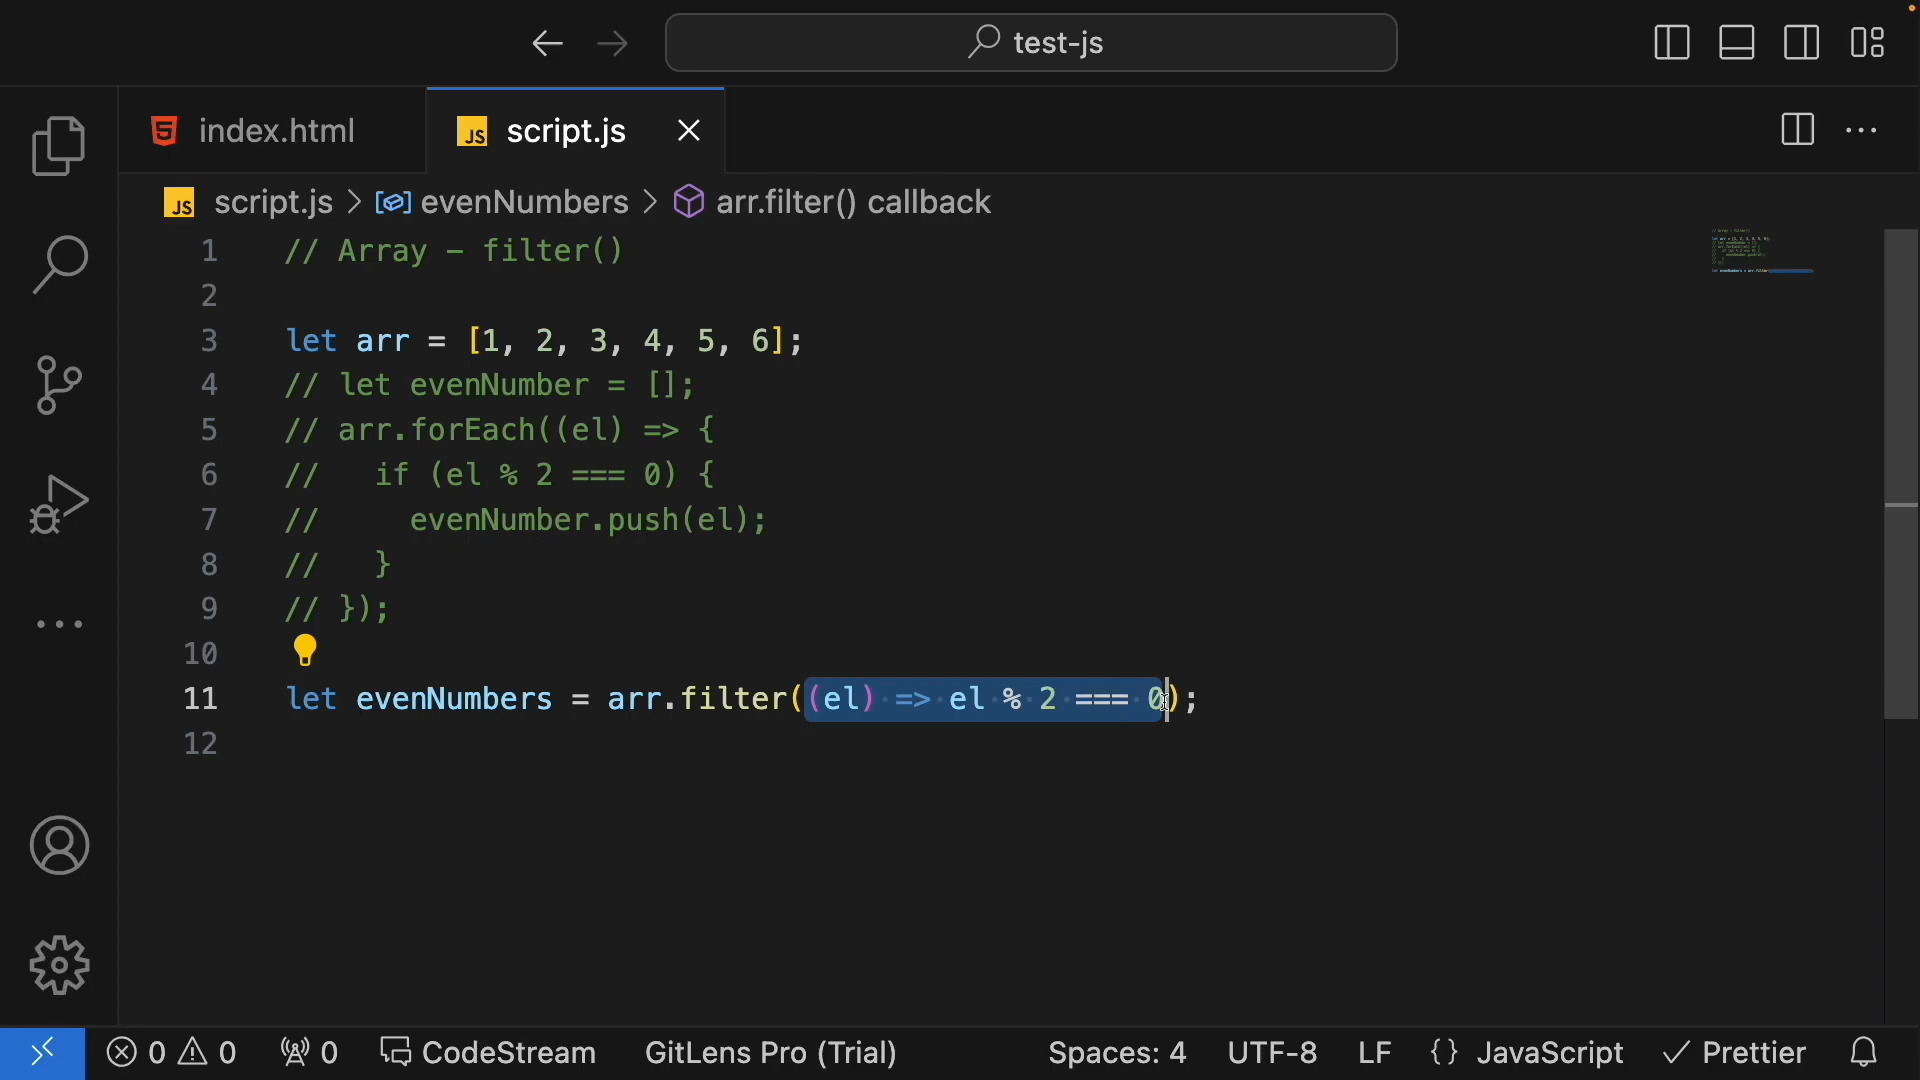 test-js
index.html
JS script.js
JS script.js > evenNumbers > arr.filter() callback
1 // Array - filter()
2
3 let arr = [1, 2, 3, 4, 5, 6];
4 // let evenNumber = [];
5 // arr.forEach((el) => {
6 //   if (el % 2 === 0) {
7 //     evenNumber.push(el);
8 //   }
9 // });
10
11 let evenNumbers = arr.filter((el) => el % 2 === 0);
12
0 0 0 CodeStream GitLens Pro (Trial) Spaces: 4 UTF-8 LF {} JavaScript Prettier